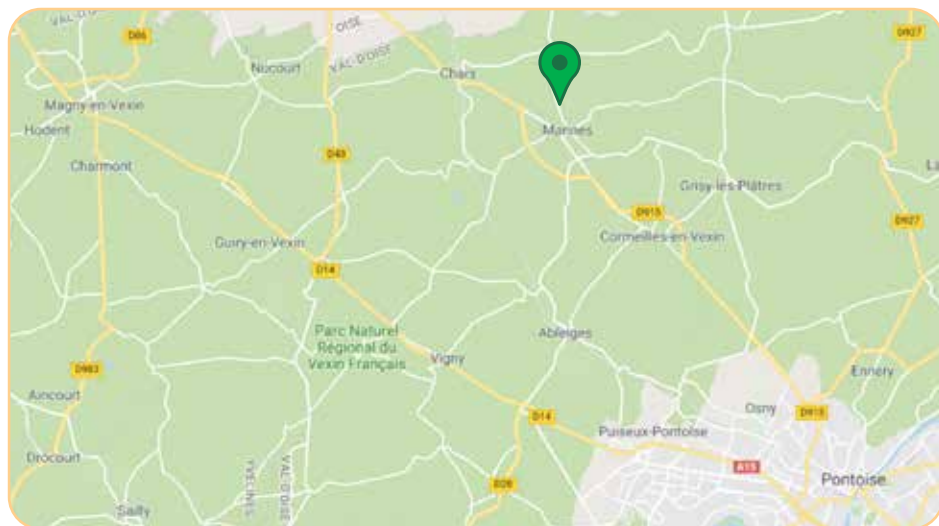 VAL-D'OISE
OISE
VAL-D'OISE
D86
D927
Nucourt
Chars
Magny-en-Vexin
Hodent
Marines
Charmont
D43
La
Grisy-les-Plâtres
D915
D927
Cormeilles-en-Vexin
Guiry-en-Vexin
D14
Parc Naturel
Régional du
Vexin Français
Ableiges
Vigny
D983
Ennery
Aincourt
Osny
D915
D14
Puiseux-Pontoise
Drocourt
A15
Pontoise
YVELINES
VAL-D'OISE
D28
Sailly